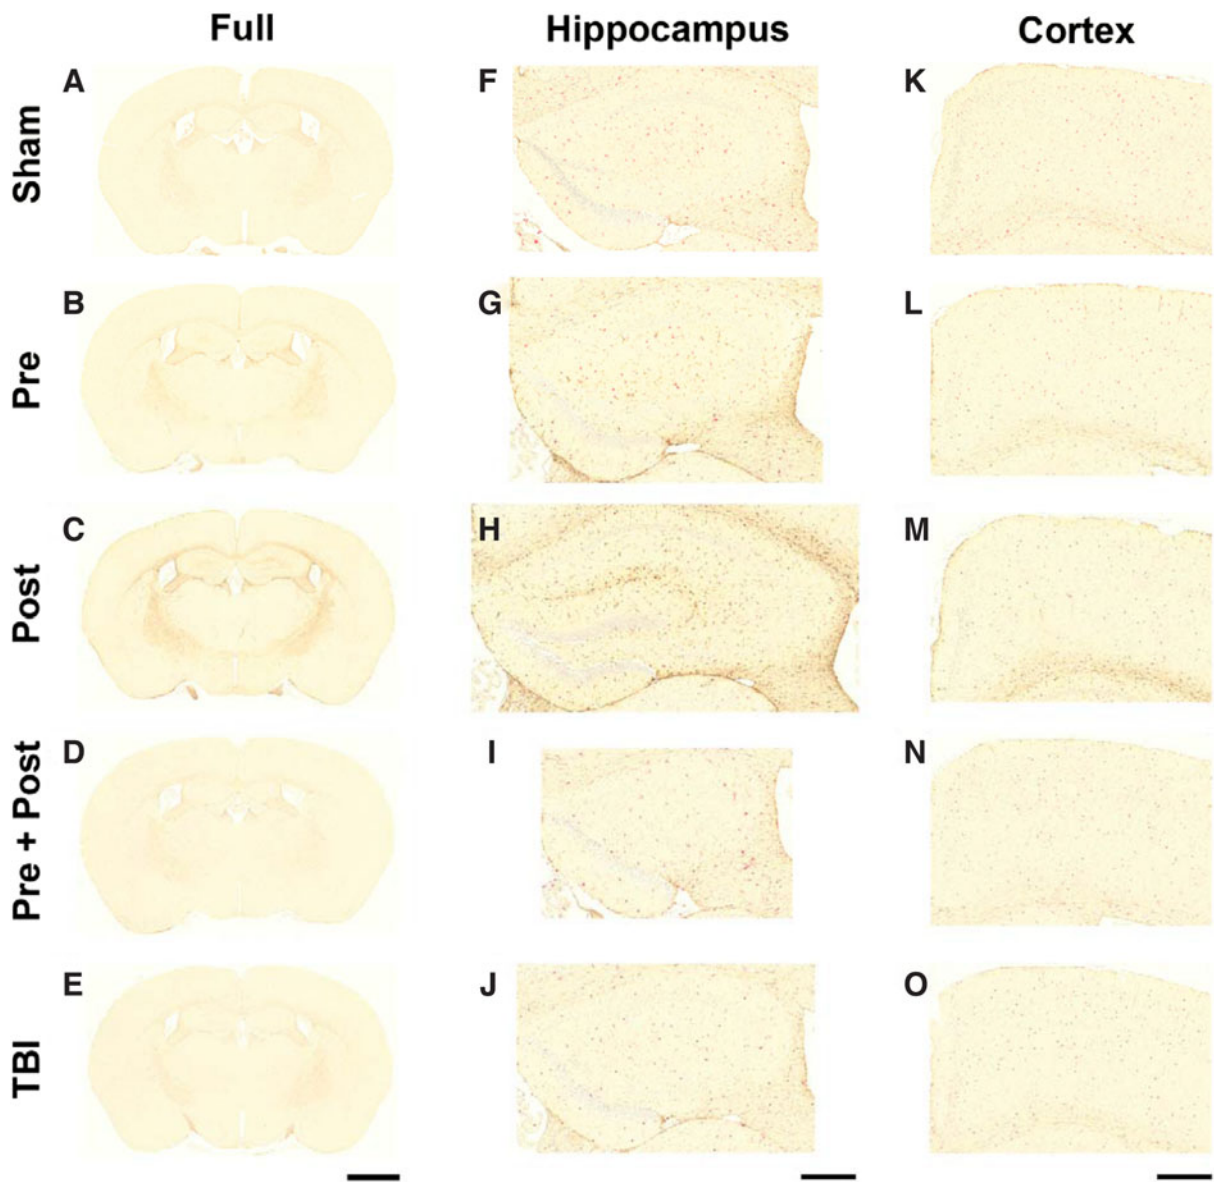 Full Hippocampus Cortex
Sham A F K
Pre B G L
Post C H M
Pre + Post D I N
TBI E J O